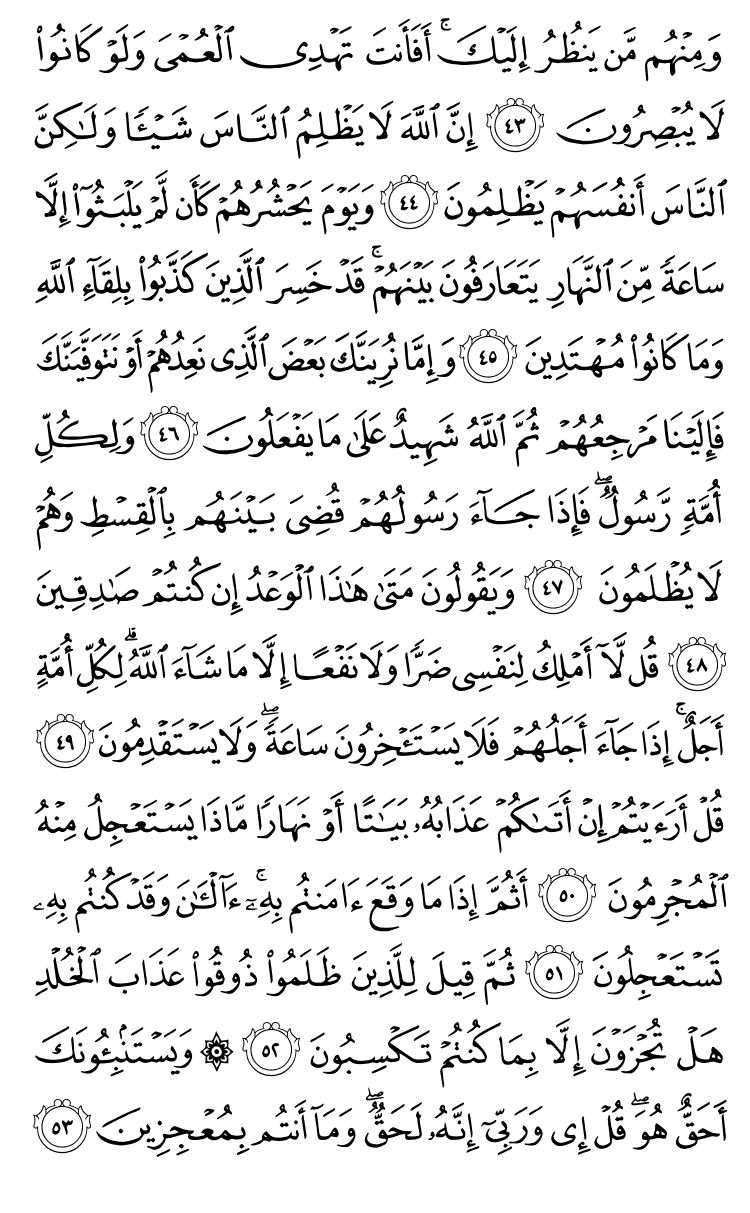 وَمِنْهُم مَّن يَنظُرُ إِلَيْكَ ۚ أَفَأَنتَ تَهْدِى ٱلْعُمْىَ وَلَوْ كَانُوا۟
لَا يُبْصِرُونَ ٤٣ إِنَّ ٱللَّهَ لَا يَظْلِمُ ٱلنَّاسَ شَيْـًٔا وَلَـٰكِنَّ
ٱلنَّاسَ أَنفُسَهُمْ يَظْلِمُونَ ٤٤ وَيَوْمَ يَحْشُرُهُمْ كَأَن لَّمْ يَلْبَثُوٓا۟ إِلَّا
سَاعَةً مِّنَ ٱلنَّهَارِ يَتَعَارَفُونَ بَيْنَهُمْ ۚ قَدْ خَسِرَ ٱلَّذِينَ كَذَّبُوا۟ بِلِقَآءِ ٱللَّهِ
وَمَا كَانُوا۟ مُهْتَدِينَ ٤٥ وَإِمَّا نُرِيَنَّكَ بَعْضَ ٱلَّذِى نَعِدُهُمْ أَوْ نَتَوَفَّيَنَّكَ
فَإِلَيْنَا مَرْجِعُهُمْ ثُمَّ ٱللَّهُ شَهِيدٌ عَلَىٰ مَا يَفْعَلُونَ ٤٦ وَلِكُلِّ
أُمَّةٍ رَّسُولٌ ۖ فَإِذَا جَآءَ رَسُولُهُمْ قُضِىَ بَيْنَهُم بِٱلْقِسْطِ وَهُمْ
لَا يُظْلَمُونَ ٤٧ وَيَقُولُونَ مَتَىٰ هَـٰذَا ٱلْوَعْدُ إِن كُنتُمْ صَـٰدِقِينَ
٤٨ قُل لَّآ أَمْلِكُ لِنَفْسِى ضَرًّا وَلَا نَفْعًا إِلَّا مَا شَآءَ ٱللَّهُ ۗ لِكُلِّ أُمَّةٍ
أَجَلٌ ۚ إِذَا جَآءَ أَجَلُهُمْ فَلَا يَسْتَـْٔخِرُونَ سَاعَةً ۖ وَلَا يَسْتَقْدِمُونَ ٤٩
قُلْ أَرَءَيْتُمْ إِنْ أَتَىٰكُمْ عَذَابُهُۥ بَيَـٰتًا أَوْ نَهَارًا مَّاذَا يَسْتَعْجِلُ مِنْهُ
ٱلْمُجْرِمُونَ ٥٠ أَثُمَّ إِذَا مَا وَقَعَ ءَامَنتُم بِهِۦٓ ۚ ءَآلْـَٔـٰنَ وَقَدْ كُنتُم بِهِۦ
تَسْتَعْجِلُونَ ٥١ ثُمَّ قِيلَ لِلَّذِينَ ظَلَمُوا۟ ذُوقُوا۟ عَذَابَ ٱلْخُلْدِ
هَلْ تُجْزَوْنَ إِلَّا بِمَا كُنتُمْ تَكْسِبُونَ ٥٢ ۞ وَيَسْتَنۢبِـُٔونَكَ
أَحَقٌّ هُوَ ۖ قُلْ إِى وَرَبِّىٓ إِنَّهُۥ لَحَقٌّ ۖ وَمَآ أَنتُم بِمُعْجِزِينَ ٥٣